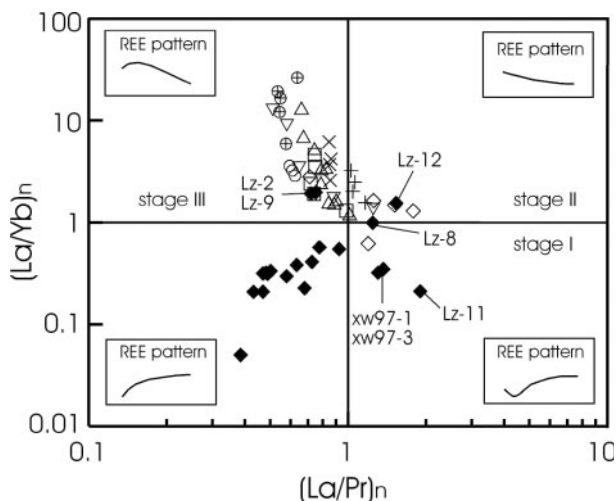 100
REE pattern
REE pattern
10
Lz-12
Lz-2
Lz-9
stage III
stage II
1
Lz-8
stage I
(La/Yb)n
xw97-1
xw97-3
Lz-11
0.1
REE pattern
REE pattern
0.01
0.1
1
10
(La/Pr)n